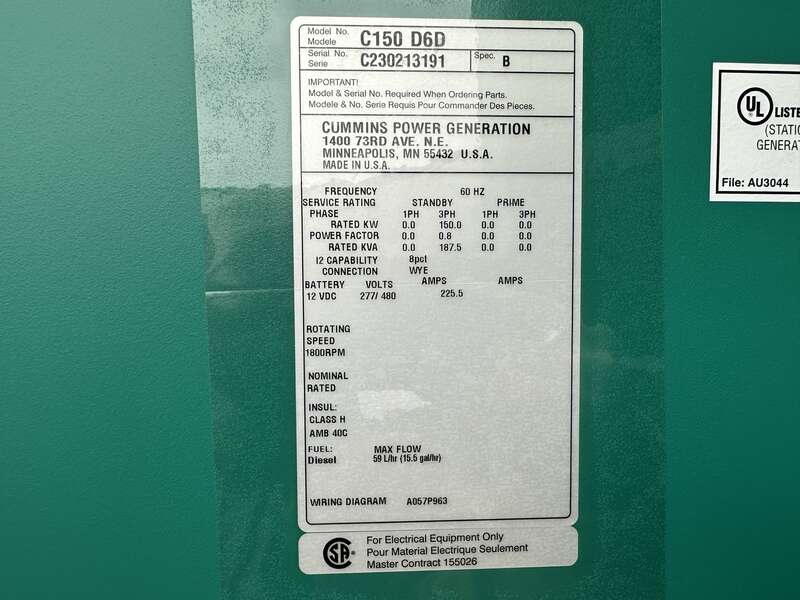 Model No. C150 D6D
Modele
Serial No. C230213191 Spec. B
Serie
IMPORTANT!
Model & Serial No. Required When Ordering Parts.
Modele & No. Serie Requis Pour Commander Des Pieces.
CUMMINS POWER GENERATION
1400 73RD AVE. N.E.
MINNEAPOLIS, MN 55432 U.S.A.
MADE IN U.S.A.
FREQUENCY 60 HZ
SERVICE RATING STANDBY PRIME
PHASE 1PH 3PH 1PH 3PH
RATED KW 0.0 150.0 0.0 0.0
POWER FACTOR 0.0 0.8 0.0 0.0
RATED KVA 0.0 187.5 0.0 0.0
I2 CAPABILITY 8pct
CONNECTION WYE
BATTERY VOLTS AMPS AMPS
12 VDC 277/ 480 225.5
ROTATING
SPEED
1800RPM
NOMINAL
RATED
INSUL:
CLASS H
AMB 40C
FUEL: MAX FLOW
Diesel 59 L/hr (15.5 gal/hr)
WIRING DIAGRAM A057P963
SA
For Electrical Equipment Only
Pour Material Electrique Seulement
Master Contract 155026
UL LISTE
(STATIO
GENERAT
File: AU3044